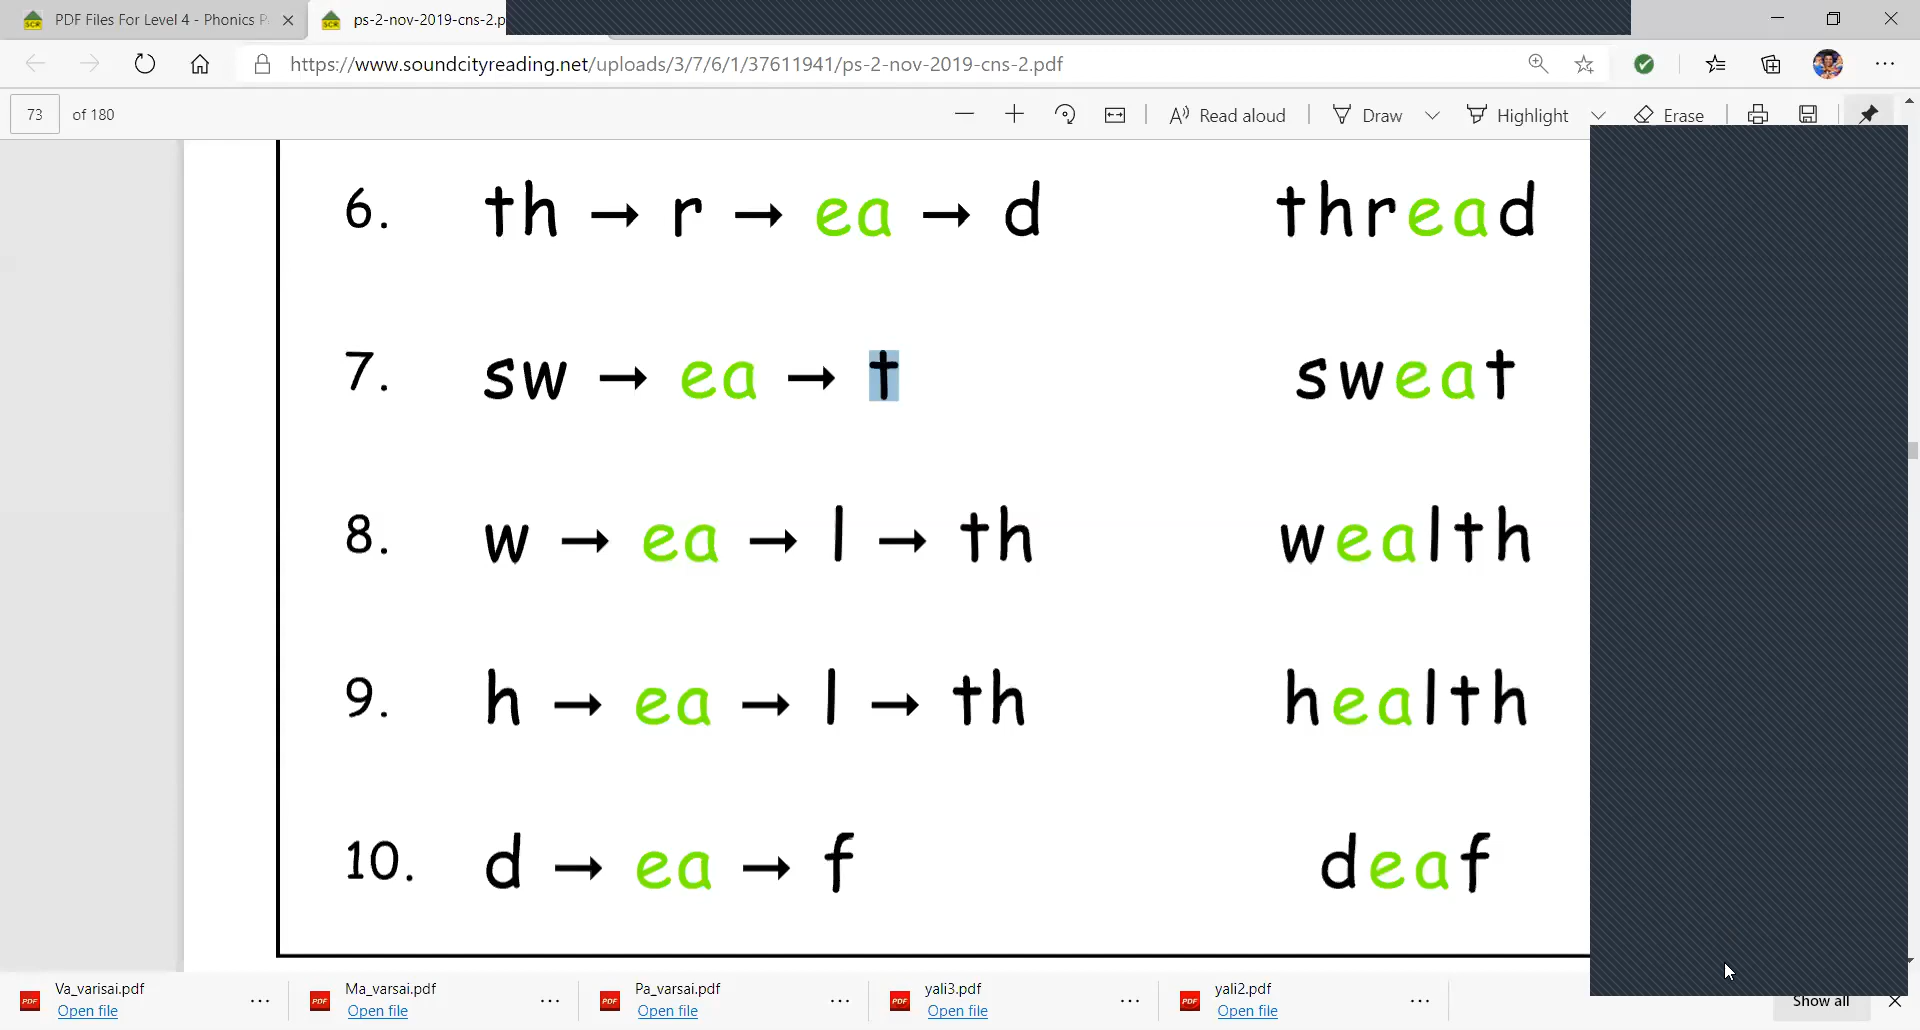 PDF Files For Level 4 - Phonics
ps-2-nov-2019-cns-2.p
https://www.soundcityreading.net/uploads/3/7/6/1/37611941/ps-2-nov-2019-cns-2.pdf
73 of 180 Read aloud Draw Highlight Erase
6. th → r → ea → d thread
7. sw → ea → t sweat
8. w → ea → l → th wealth
9. h → ea → l → th health
10. d → ea → f deaf
Va_varisai.pdf Ma_varsai.pdf Pa_varsai.pdf yali3.pdf yali2.pdf
Open file Open file Open file Open file Open file
Show all